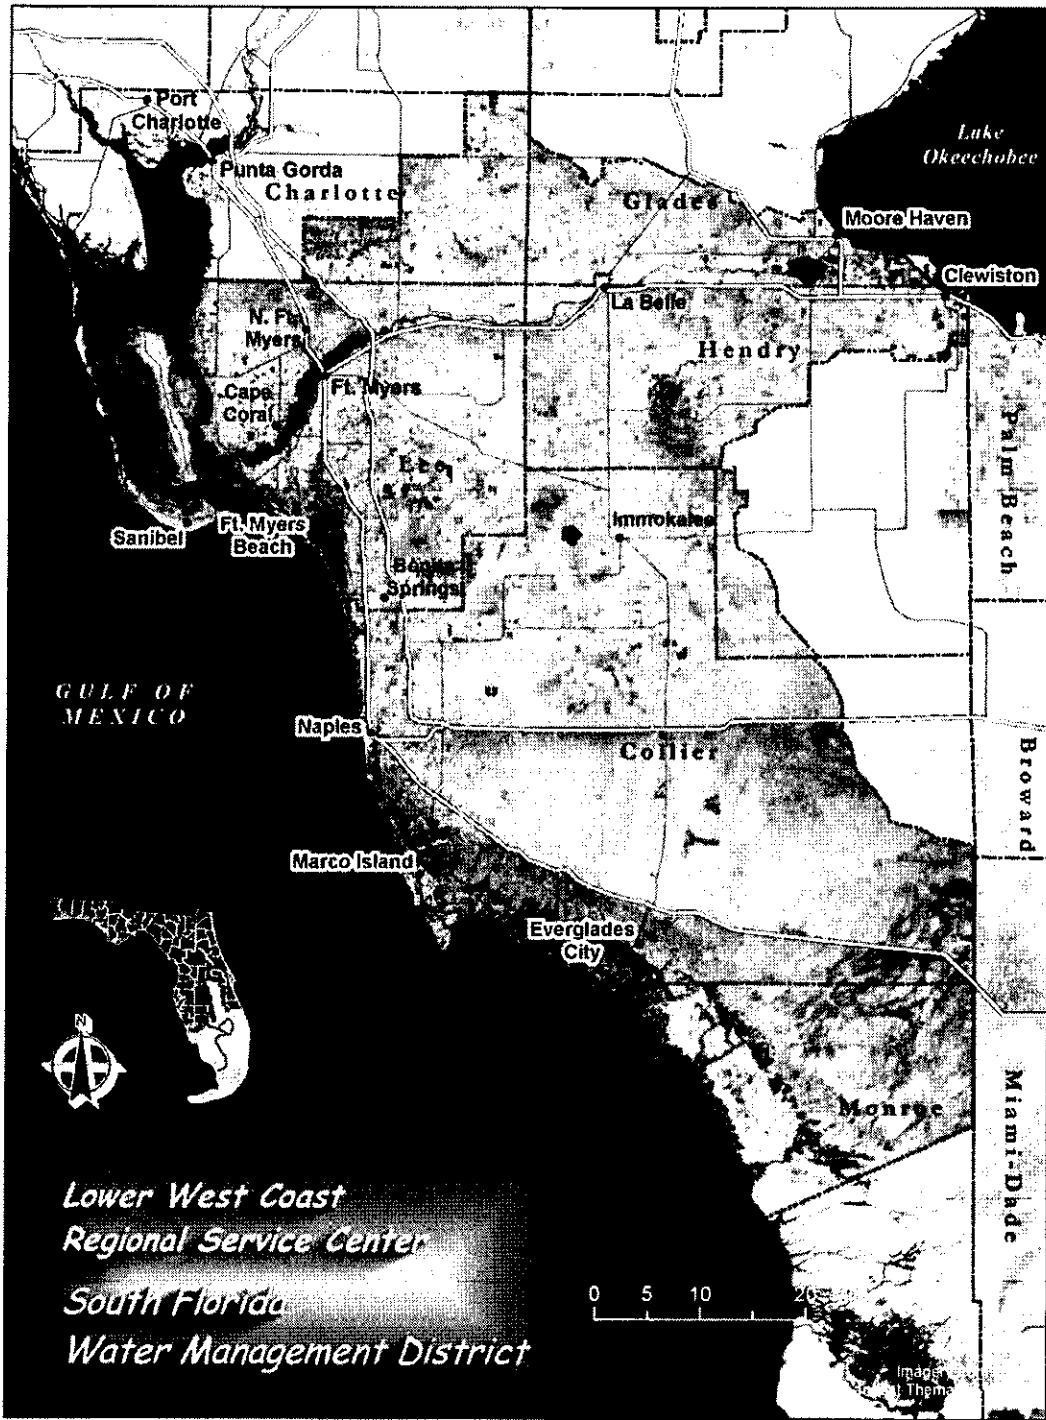 Port
Charlotte
Lake
Okeechobee
Punta Gorda
Charlotte
Glades
Moore Haven
Clewiston
La Belle
N. Ft.
Myers
Hendry
Ft. Myers
Cape
Coral
Palm Beach
Lee
Immokalee
Sanibel
Ft. Myers
Beach
Bonita
Springs
GULF OF
MEXICO
Naples
Collier
Broward
Marco Island
Everglades
City
N
Monroe
Miami-Dade
Lower West Coast
Regional Service Center
South Florida
Water Management District
0 5 10 20